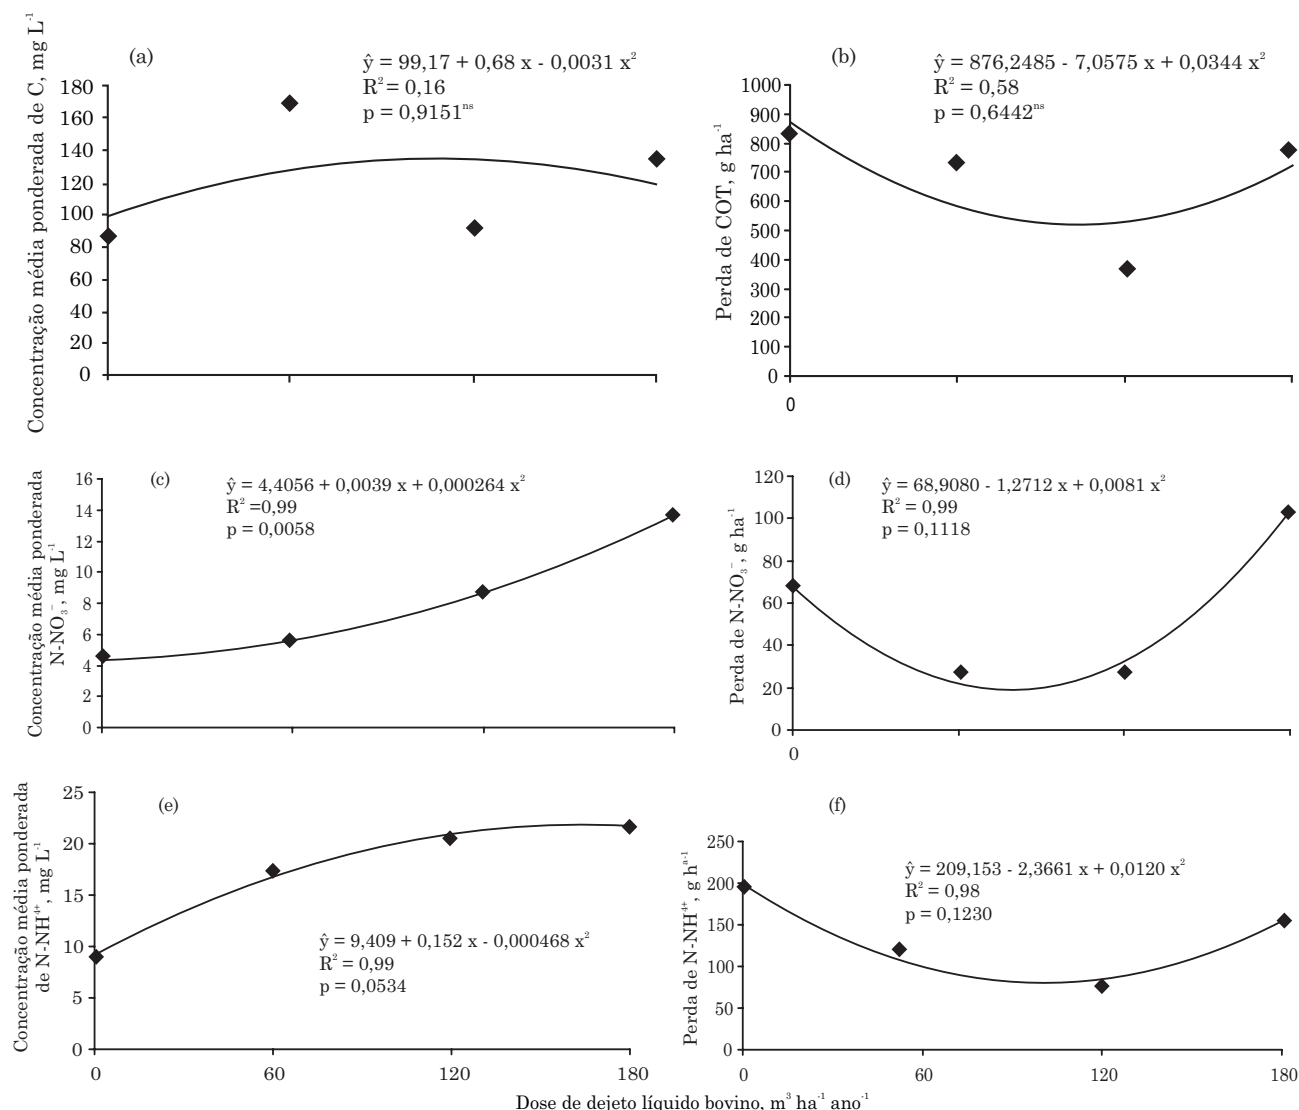 Concentração média ponderada de C, mg L⁻¹
(a)
ŷ = 99,17 + 0,68 x - 0,0031 x²
R² = 0,16
p = 0,9151ⁿˢ
180
160
140
120
100
80
60
40
20
0
Perda de COT, g ha⁻¹
(b)
ŷ = 876,2485 - 7,0575 x + 0,0344 x²
R² = 0,58
p = 0,6442ⁿˢ
1000
900
800
700
600
500
400
300
200
100
0
0
Concentração média ponderada
N-NO₃⁻, mg L⁻¹
(c)
ŷ = 4,4056 + 0,0039 x + 0,000264 x²
R² =0,99
p = 0,0058
16
14
12
10
8
6
4
2
0
Perda de N-NO₃⁻, g ha⁻¹
(d)
ŷ = 68,9080 - 1,2712 x + 0,0081 x²
R² = 0,99
p = 0,1118
120
100
80
60
40
20
0
0
Concentração média ponderada
de N-NH⁴⁺, mg L⁻¹
(e)
25
20
15
10
5
0
ŷ = 9,409 + 0,152 x - 0,000468 x²
R² = 0,99
p = 0,0534
0 60 120 180
Perda de N-NH⁴⁺, g hᵃ⁻¹
(f)
ŷ = 209,153 - 2,3661 x + 0,0120 x²
R² = 0,98
p = 0,1230
250
200
150
100
50
0
0 60 120 180
Dose de dejeto líquido bovino, m³ ha⁻¹ ano⁻¹